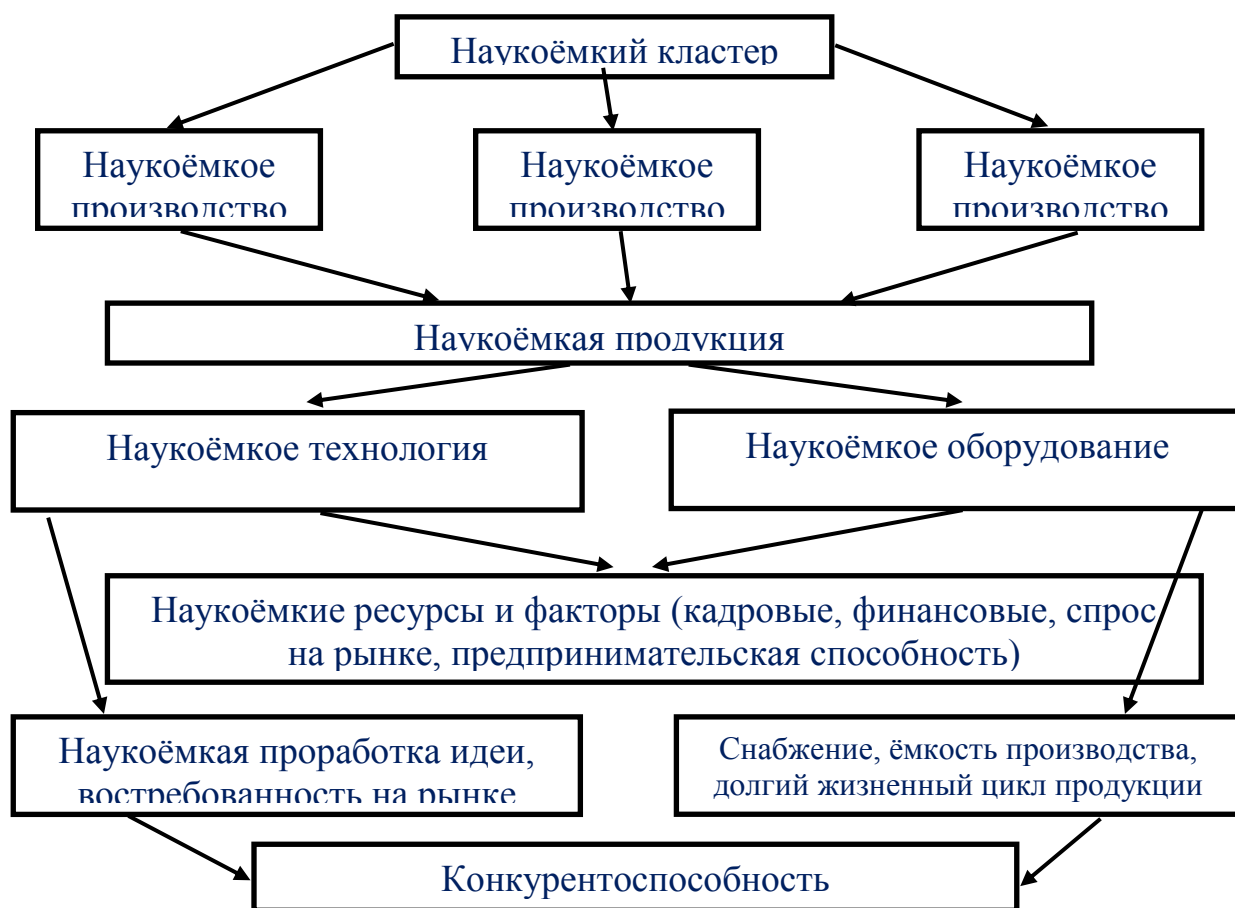 Наукоёмкий кластер
Наукоёмкое
производство
Наукоёмкое
производство
Наукоёмкое
производство
Наукоёмкая продукция
Наукоёмкое технология
Наукоёмкое оборудование
Наукоёмкие ресурсы и факторы (кадровые, финансовые, спрос
на рынке, предпринимательская способность)
Наукоёмкая проработка идеи,
востребованность на рынке
Снабжение, ёмкость производства,
долгий жизненный цикл продукции
Конкурентоспособность